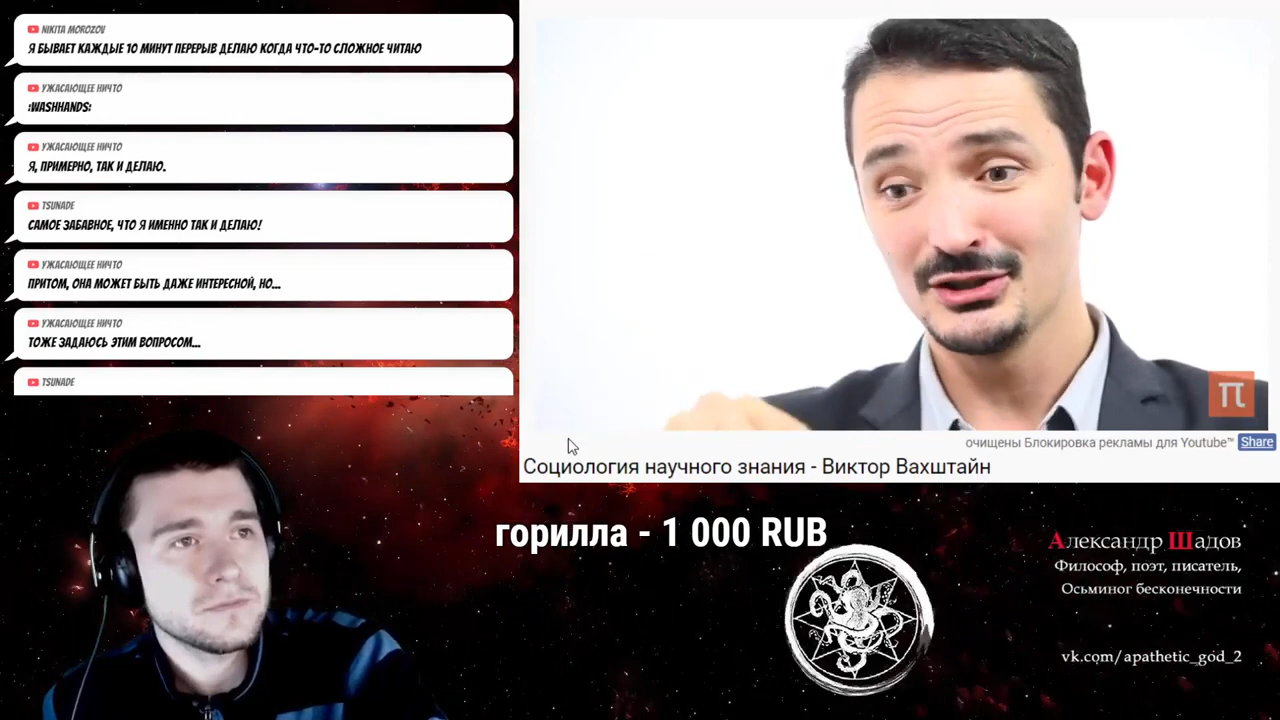 NIKITA MOROZOV
Я БЫВАЕТ КАЖДЫЕ 10 МИНУТ ПЕРЕРЫВ ДЕЛАЮ КОГДА ЧТО-ТО СЛОЖНОЕ ЧИТАЮ
УЖАСАЮЩЕЕ НИЧТО
:WASHHANDS:
УЖАСАЮЩЕЕ НИЧТО
Я, ПРИМЕРНО, ТАК И ДЕЛАЮ.
TSUNADE
САМОЕ ЗАБАВНОЕ, ЧТО Я ИМЕННО ТАК И ДЕЛАЮ!
УЖАСАЮЩЕЕ НИЧТО
ПРИТОМ, ОНА МОЖЕТ БЫТЬ ДАЖЕ ИНТЕРЕСНОЙ, НО...
УЖАСАЮЩЕЕ НИЧТО
ТОЖЕ ЗАДАЮСЬ ЭТИМ ВОПРОСОМ...
TSUNADE
π
очищены Блокировка рекламы для Youtube™ Share
Социология научного знания - Виктор Вахштайн
горилла - 1 000 RUB
Александр Шадов
Философ, поэт, писатель,
Осьминог бесконечности
vk.com/apathetic_god_2